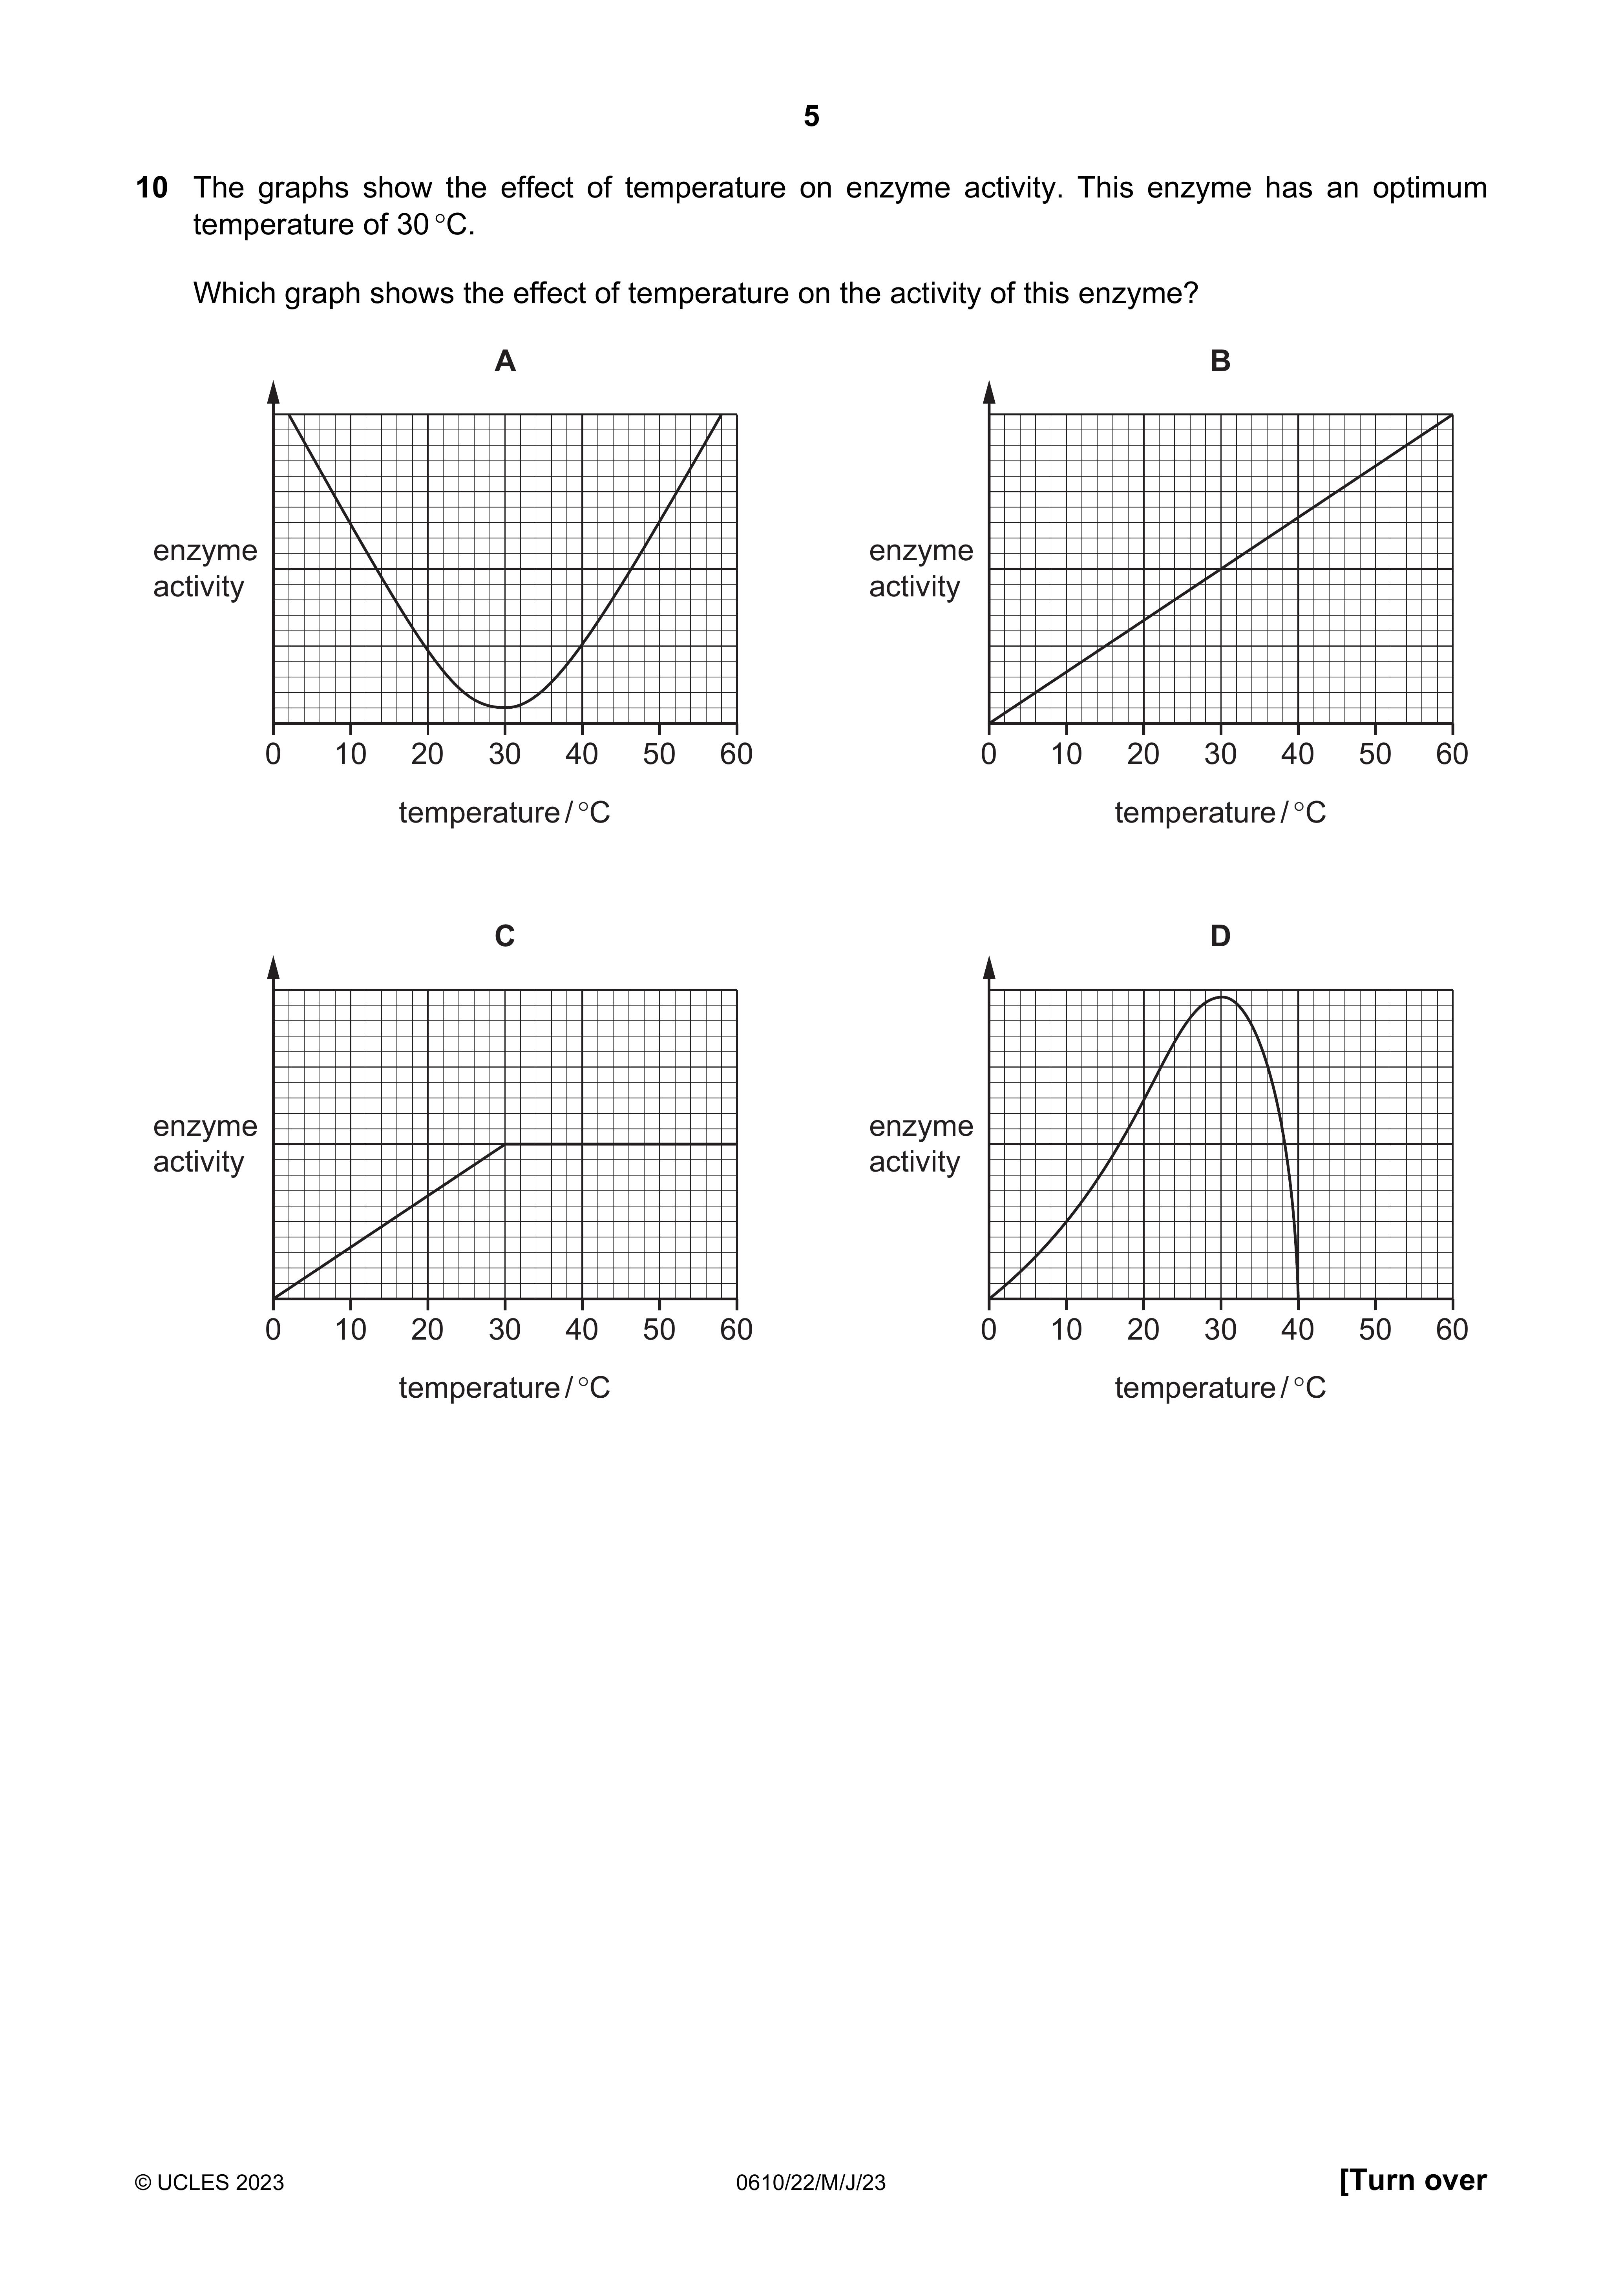 5
10 The graphs show the effect of temperature on enzyme activity. This enzyme has an optimum
temperature of 30 °C.
Which graph shows the effect of temperature on the activity of this enzyme?
A
enzyme
activity
0 10 20 30 40 50 60
temperature / °C
B
enzyme
activity
0 10 20 30 40 50 60
temperature / °C
C
enzyme
activity
0 10 20 30 40 50 60
temperature / °C
D
enzyme
activity
0 10 20 30 40 50 60
temperature / °C
© UCLES 2023
0610/22/M/J/23
[Turn over